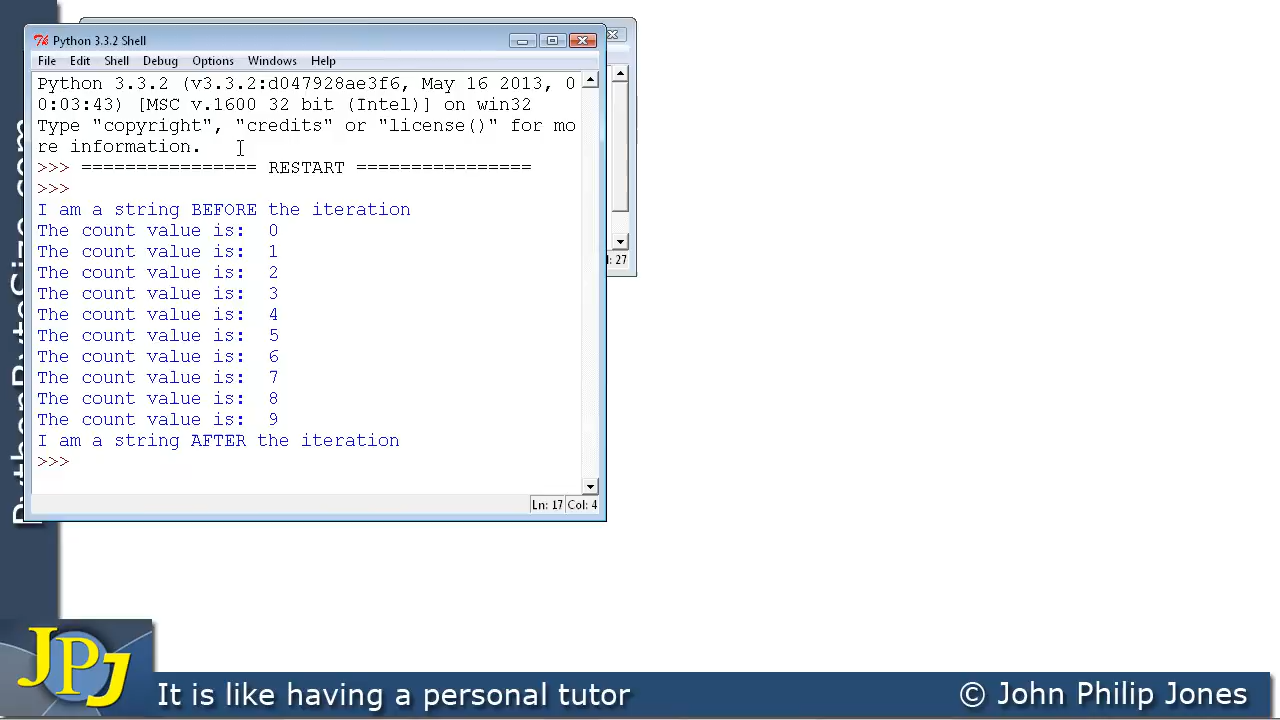 Python 3.3.2 Shell
File Edit Shell Debug Options Windows Help
Python 3.3.2 (v3.3.2:d047928ae3f6, May 16 2013, 0
0:03:43) [MSC v.1600 32 bit (Intel)] on win32
Type "copyright", "credits" or "license()" for mo
re information.
>>> ================ RESTART ================
>>>
I am a string BEFORE the iteration
The count value is:  0
The count value is:  1
The count value is:  2
The count value is:  3
The count value is:  4
The count value is:  5
The count value is:  6
The count value is:  7
The count value is:  8
The count value is:  9
I am a string AFTER the iteration
>>>
Ln: 17 Col: 4
27
JPJ
It is like having a personal tutor
© John Philip Jones